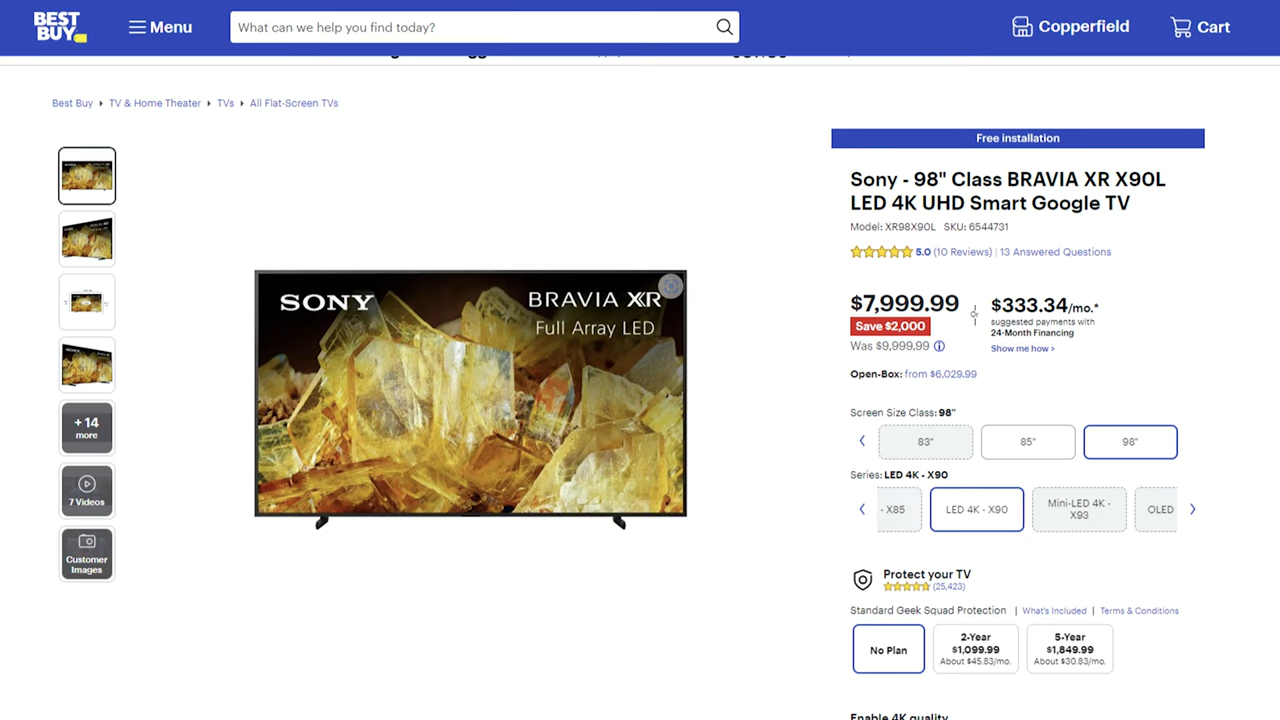 BEST
BUY
Menu
What can we help you find today?
Copperfield
Cart
Best Buy
TV & Home Theater
TVs
All Flat-Screen TVs
+ 14
more
7 Videos
Customer
Images
SONY
BRAVIA XR
Full Array LED
Free installation
Sony - 98" Class BRAVIA XR X90L
LED 4K UHD Smart Google TV
Model: XR98X90L SKU: 6544731
5.0 (10 Reviews) | 13 Answered Questions
$7,999.99
Save $2,000
Was $9,999.99
Or
$333.34/mo.*
suggested payments with
24-Month Financing
Show me how >
Open-Box: from $6,029.99
Screen Size Class: 98"
83"
85"
98"
Series: LED 4K - X90
- X85
LED 4K - X90
Mini-LED 4K -
X93
OLED
Protect your TV
(25,423)
Standard Geek Squad Protection | What's Included | Terms & Conditions
No Plan
2-Year
$1,099.99
About $45.83/mo.
5-Year
$1,849.99
About $30.83/mo.
Enable 4K quality